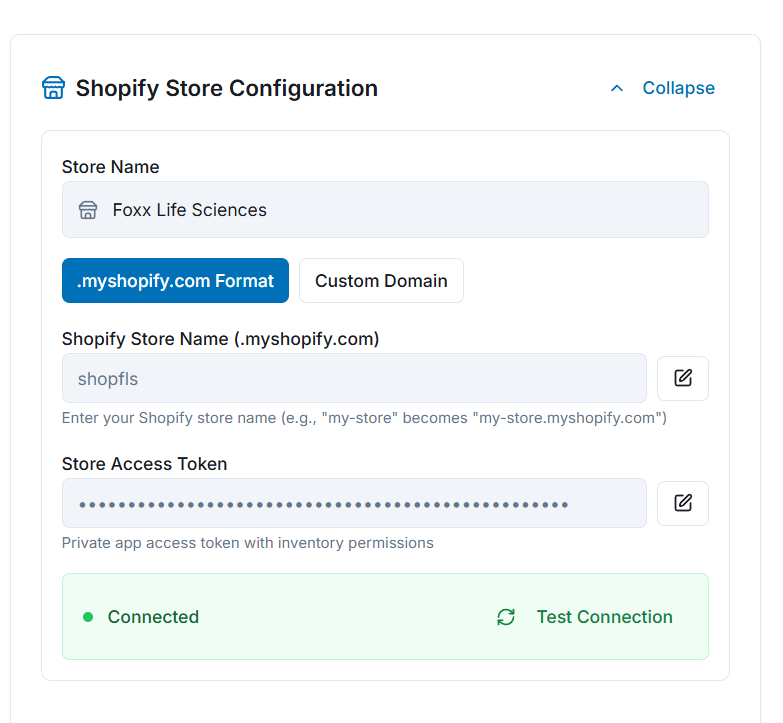 Shopify Store Configuration
Collapse
Store Name
Foxx Life Sciences
.myshopify.com Format
Custom Domain
Shopify Store Name (.myshopify.com)
shopfls
Enter your Shopify store name (e.g., "my-store" becomes "my-store.myshopify.com")
Store Access Token
••••••••••••••••••••••••••••••••••••••••••••••••••
Private app access token with inventory permissions
Connected
Test Connection